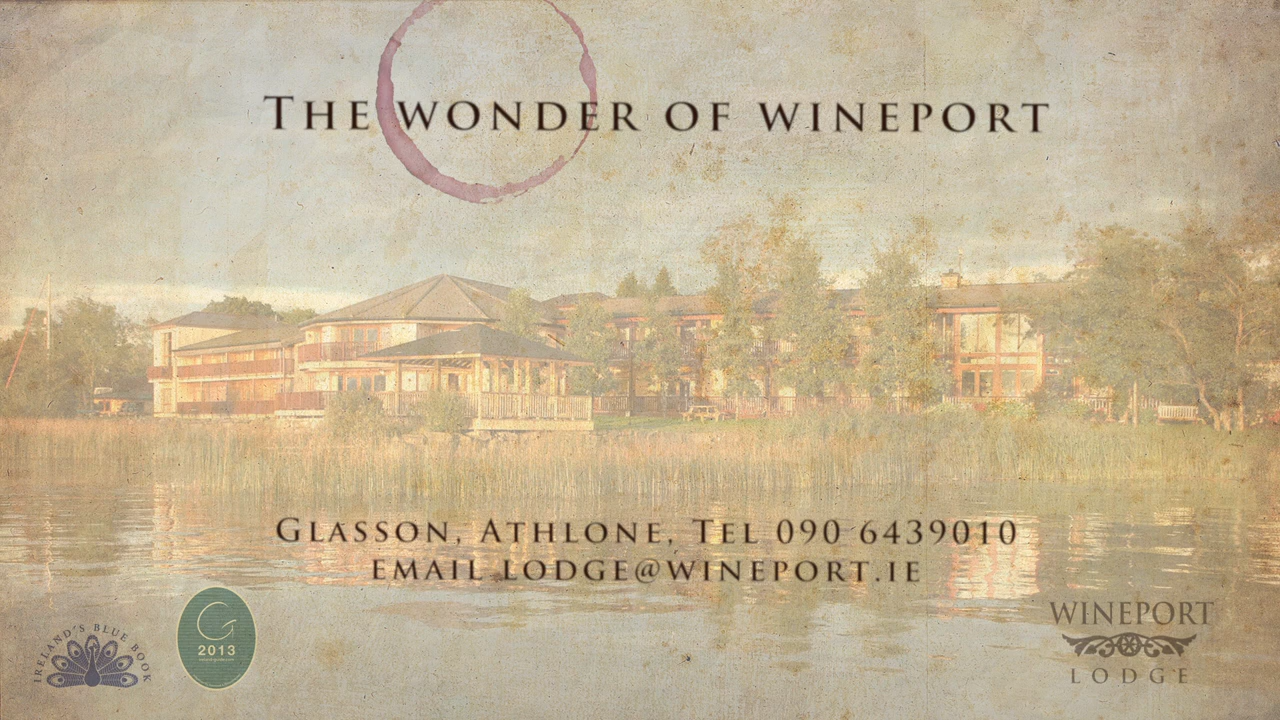 THE WONDER OF WINEPORT
GLASSON, ATHLONE, TEL 090 6439010
EMAIL LODGE@WINEPORT.IE
IRELAND'S BLUE BOOK
G
2013
WINEPORT
LODGE